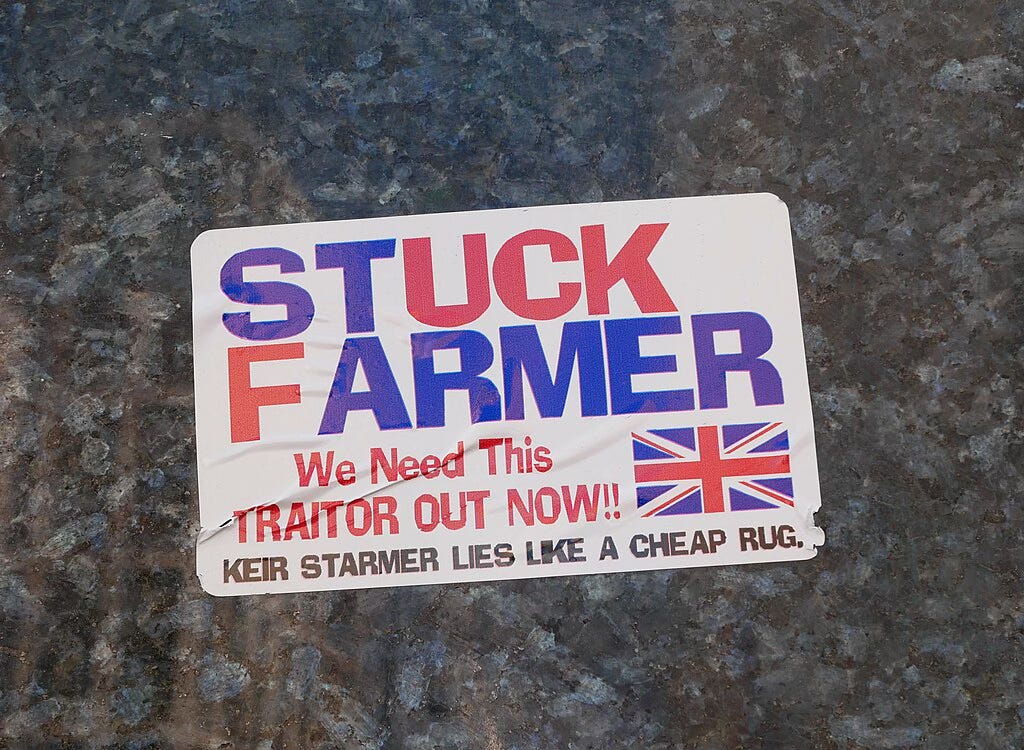 STUCK
FARMER
We Need This
TRAITOR OUT NOW!!
KEIR STARMER LIES LIKE A CHEAP RUG.